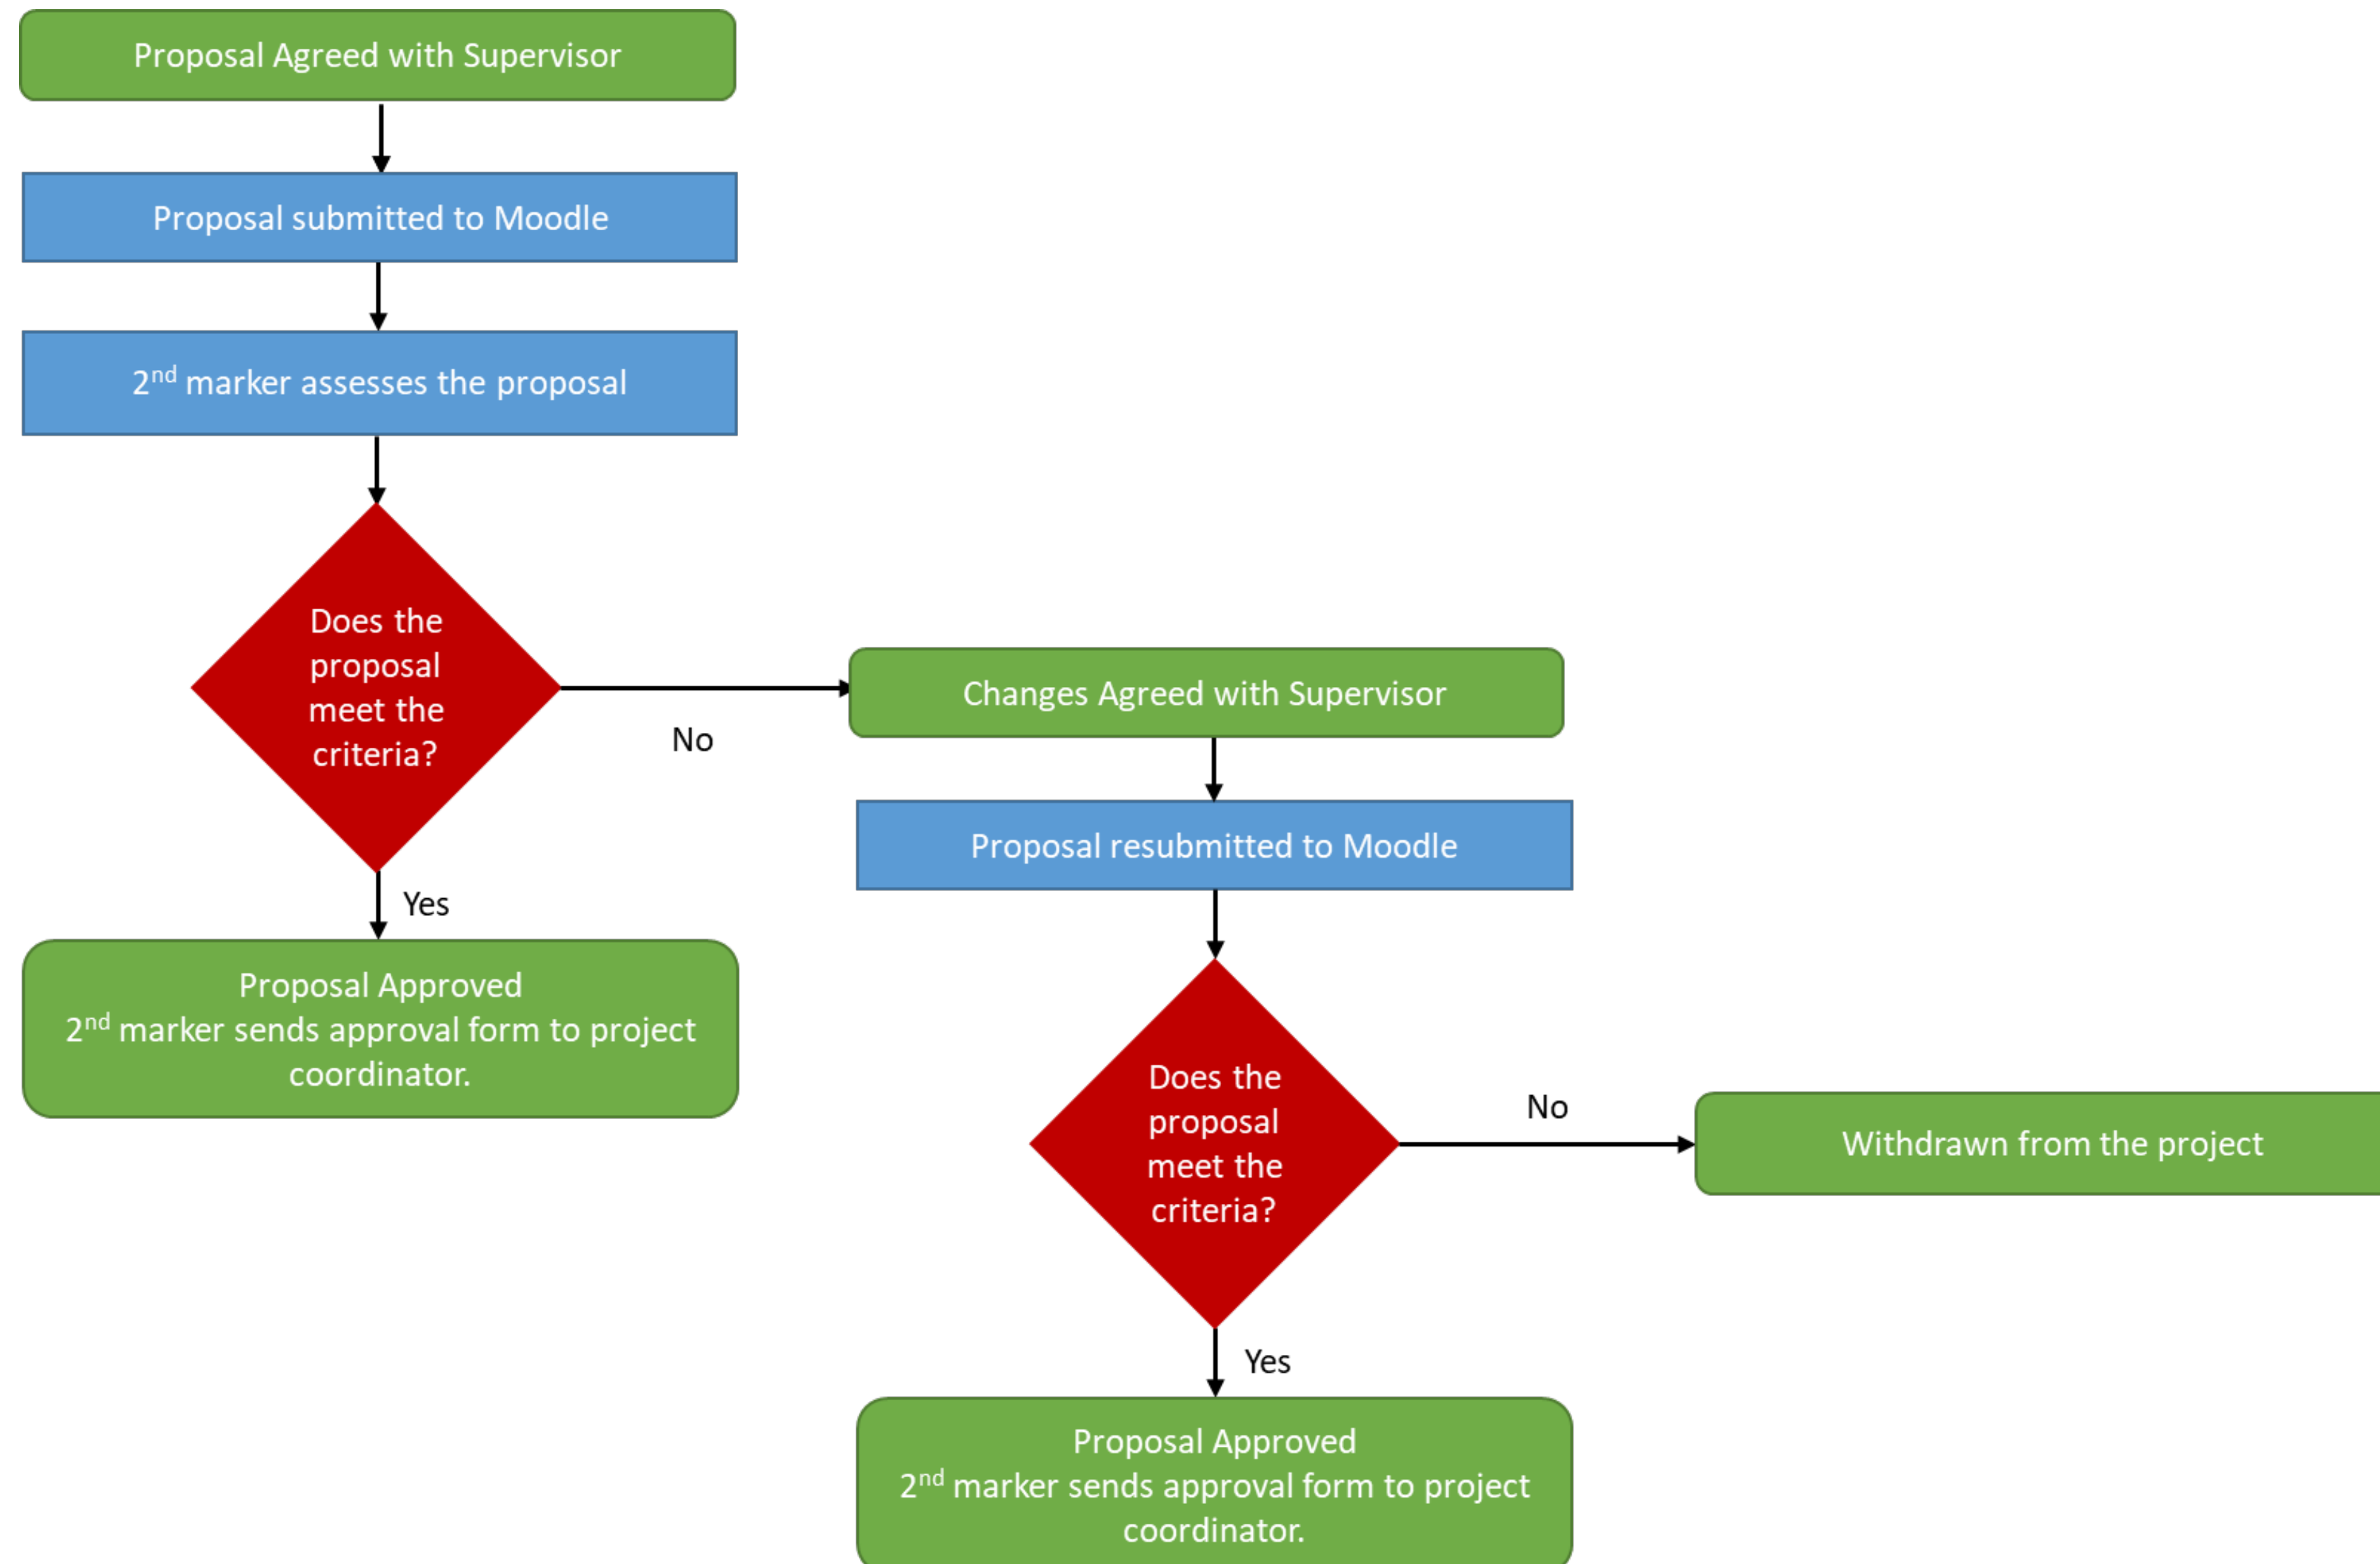 Proposal Agreed with Supervisor
Proposal submitted to Moodle
2nd marker assesses the proposal
Does the
proposal
meet the
criteria?
No
Yes
Proposal Approved
2nd marker sends approval form to project
coordinator.
Changes Agreed with Supervisor
Proposal resubmitted to Moodle
Does the
proposal
meet the
criteria?
No
Withdrawn from the project
Yes
Proposal Approved
2nd marker sends approval form to project
coordinator.